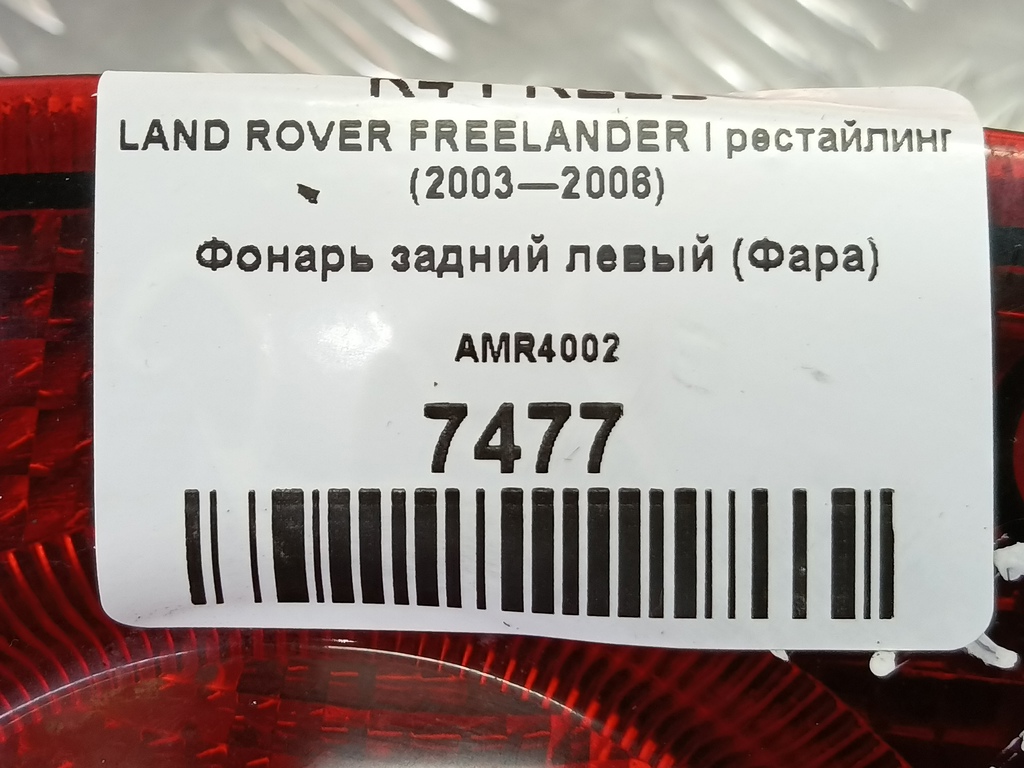 LAND ROVER FREELANDER I рестайлинг
(2003—2006)
Фонарь задний левый (Фара)
AMR4002
7477